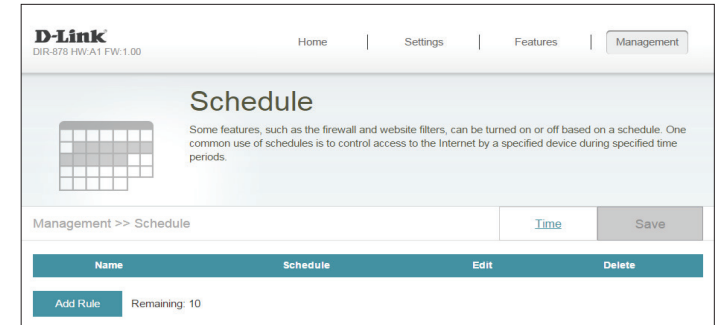 D-Link
DIR-878 HW:A1 FW:1.00
Home | Settings | Features | Management
Schedule
Some features, such as the firewall and website filters, can be turned on or off based on a schedule. One
common use of schedules is to control access to the Internet by a specified device during specified time
periods.
Management >> Schedule
Time
Save
Name Schedule Edit Delete
Add Rule Remaining: 10